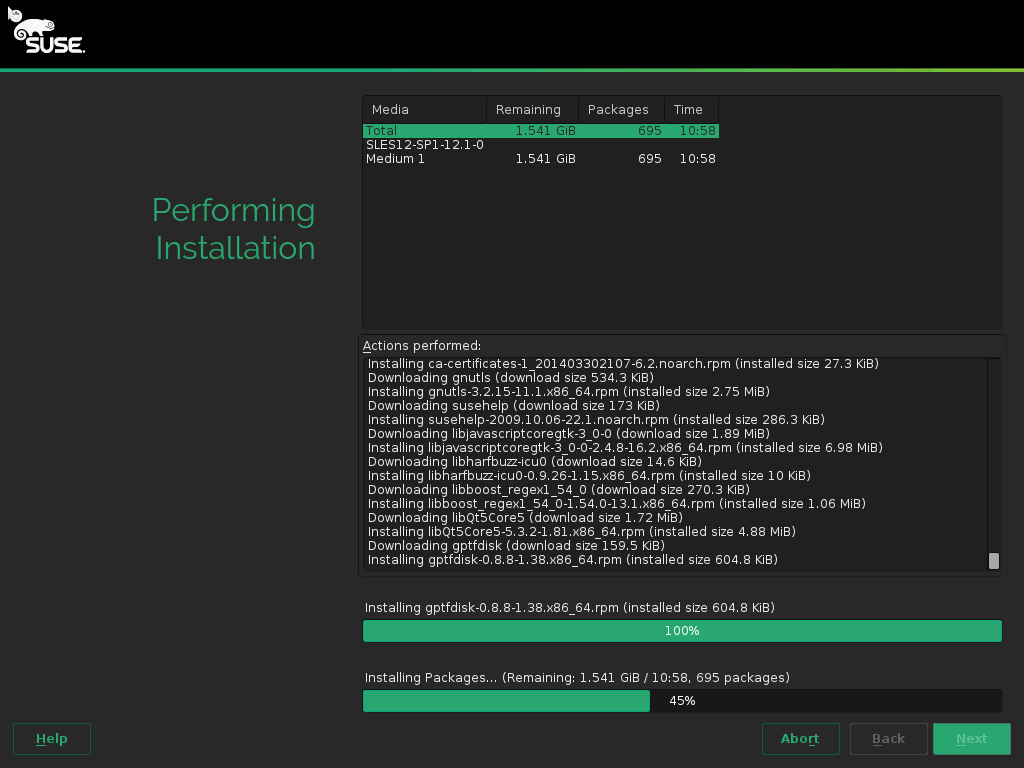 SUSE.
Performing
Installation
Media Remaining Packages Time
Total 1.541 GiB 695 10:58
SLES12-SP1-12.1-0
Medium 1 1.541 GiB 695 10:58
Actions performed:
Installing ca-certificates-1_201403302107-6.2.noarch.rpm (installed size 27.3 KiB)
Downloading gnutls (download size 534.3 KiB)
Installing gnutls-3.2.15-11.1.x86_64.rpm (installed size 2.75 MiB)
Downloading susehelp (download size 173 KiB)
Installing susehelp-2009.10.06-22.1.noarch.rpm (installed size 286.3 KiB)
Downloading libjavascriptcoregtk-3_0-0 (download size 1.89 MiB)
Installing libjavascriptcoregtk-3_0-0-2.4.8-16.2.x86_64.rpm (installed size 6.98 MiB)
Downloading libharfbuzz-icu0 (download size 14.6 KiB)
Installing libharfbuzz-icu0-0.9.26-1.15.x86_64.rpm (installed size 10 KiB)
Downloading libboost_regex1_54_0 (download size 270.3 KiB)
Installing libboost_regex1_54_0-1.54.0-13.1.x86_64.rpm (installed size 1.06 MiB)
Downloading libQt5Core5 (download size 1.72 MiB)
Installing libQt5Core5-5.3.2-1.81.x86_64.rpm (installed size 4.88 MiB)
Downloading gptfdisk (download size 159.5 KiB)
Installing gptfdisk-0.8.8-1.38.x86_64.rpm (installed size 604.8 KiB)
Installing gptfdisk-0.8.8-1.38.x86_64.rpm (installed size 604.8 KiB)
100%
Installing Packages... (Remaining: 1.541 GiB / 10:58, 695 packages)
45%
Help Abort Back Next